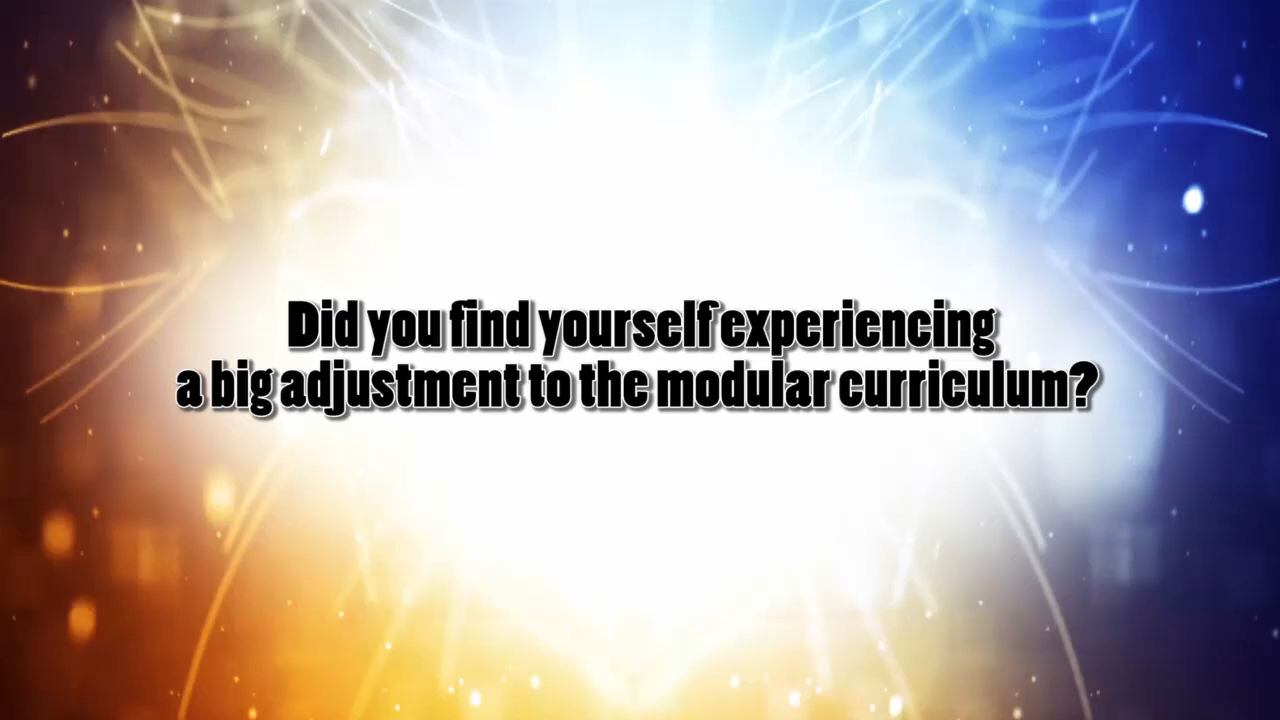 Did you find yourself experiencing
a big adjustment to the modular curriculum?